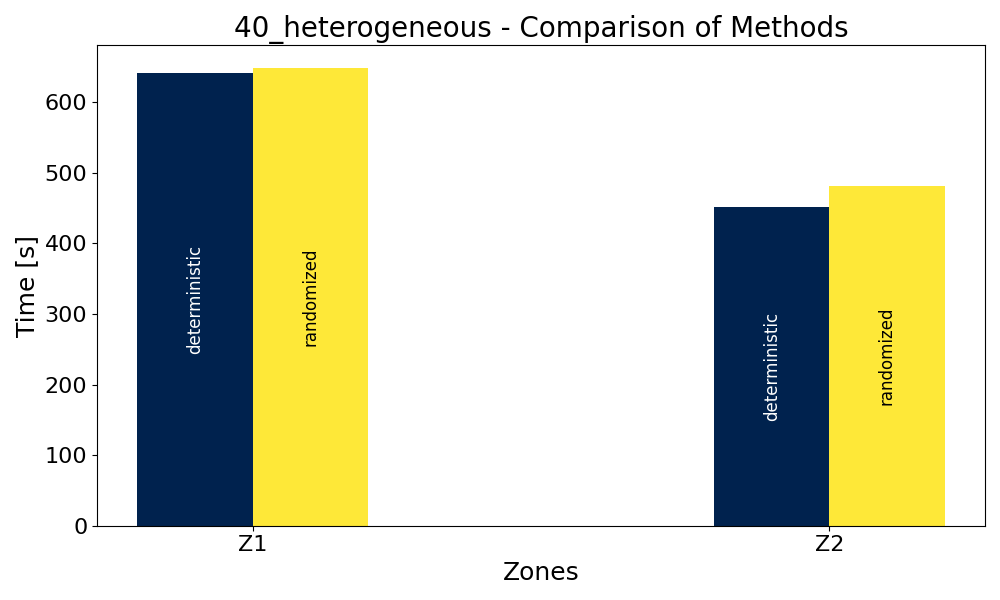 40_heterogeneous - Comparison of Methods
Time [s]
600
500
400
300
200
100
0
deterministic
randomized
deterministic
randomized
Z1
Z2
Zones